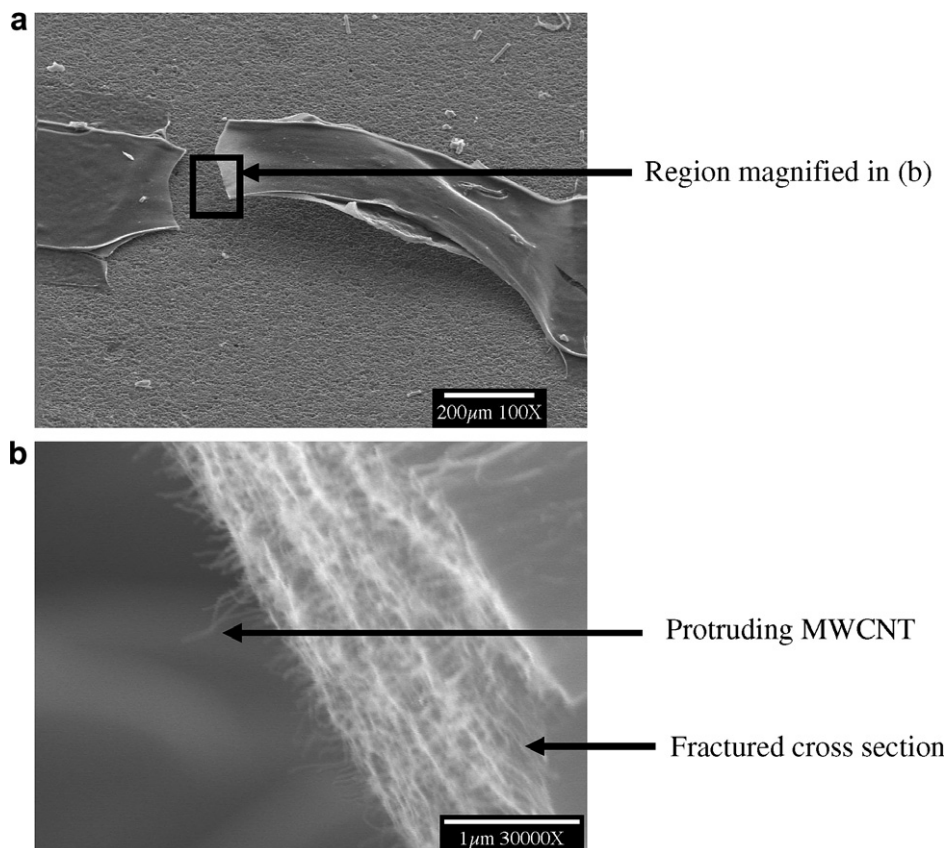 a
Region magnified in (b)
200μm 100X
b
Protruding MWCNT
Fractured cross section
1μm 30000X